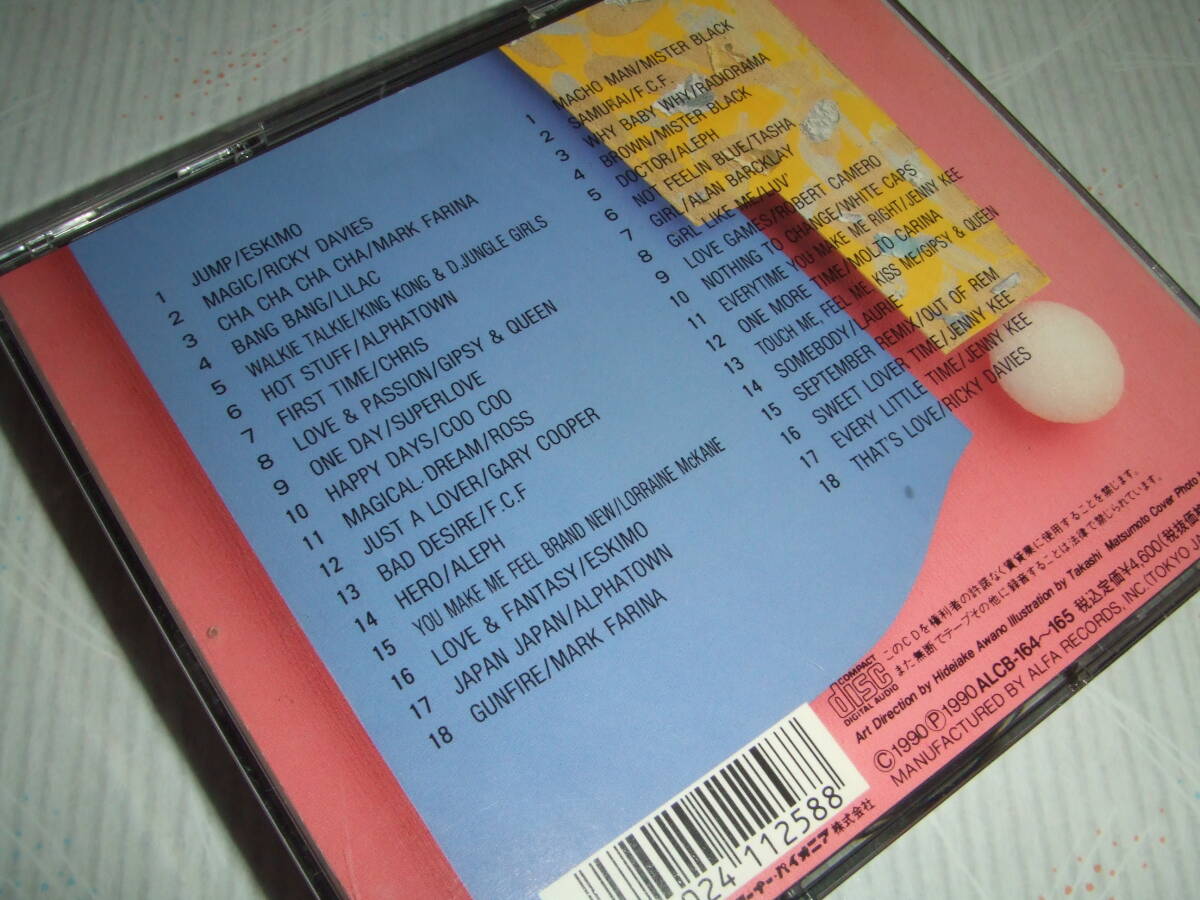 1 JUMP/ESKIMO
2 MAGIC/RICKY DAVIES
3 CHA CHA CHA CHA/MARK FARINA
4 BANG BANG/LILAC
5 WALKIE TALKIE/KING KONG & D.JUNGLE GIRLS
6 HOT STUFF/ALPHATOWN
7 FIRST TIME/CHRIS
8 LOVE & PASSION/GIPSY & QUEEN
9 ONE DAY/SUPERLOVE
10 HAPPY DAYS/COO COO
11 MAGICAL DREAM/ROSS
12 JUST A LOVER/GARY COOPER
13 BAD DESIRE/F.C.F
14 HERO/ALEPH
15 YOU MAKE ME FEEL BRAND NEW/LORRAINE McKANE
16 LOVE & FANTASY/ESKIMO
17 JAPAN JAPAN/ALPHATOWN
18 GUNFIRE/MARK FARINA
1 MACHO MAN/MISTER BLACK
2 SAMURAI/F.C.F.
3 WHY BABY WHY/RADIORAMA
4 BROWN/MISTER BLACK
5 DOCTOR/ALEPH
6 NOT FEELIN BLUE/TASHA
7 GIRL/ALAN BARCKLAY
8 GIRL LIKE ME/LUV'
9 LOVE GAMES/ROBERT CAMERO
10 NOTHING TO CHANGE/WHITE CAPS
11 EVERYTIME YOU MAKE ME RIGHT/JENNY KEE
12 ONE MORE TIME/MOLTO CARINA
13 TOUCH ME, FEEL ME, KISS ME/GIPSY & QUEEN
14 SOMEBODY/LAURIE
15 SEPTEMBER REMIX/OUT OF REM
16 SWEET LOVER TIME/JENNY KEE
17 EVERY LITTLE TIME/JENNY KEE
18 THAT'S LOVE/RICKY DAVIES
COMPACT disc DIGITAL AUDIO
このCDを権利者の許諾なく賃貸業に使用することを禁じます。
また無断でテープその他に録音することは法律で禁じられています。
Art Direction by Hideiake Awano Illustration by Takashi Matsumoto Cover Photo
©1990 ℗1990 ALCB-164〜165 税込定価¥4,600(税抜価格
MANUFACTURED BY ALFA RECORDS, INC. (TOKYO
024 112588
ーナー・パイオニア株式会社